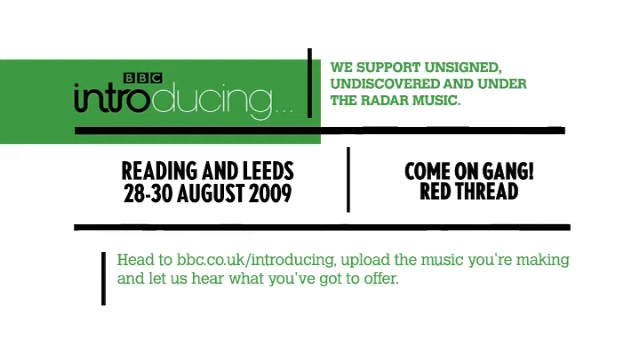 BBC
introducing...
WE SUPPORT UNSIGNED,
UNDISCOVERED AND UNDER
THE RADAR MUSIC.
READING AND LEEDS
28-30 AUGUST 2009
COME ON GANG!
RED THREAD
Head to bbc.co.uk/introducing, upload the music you're making
and let us hear what you've got to offer.